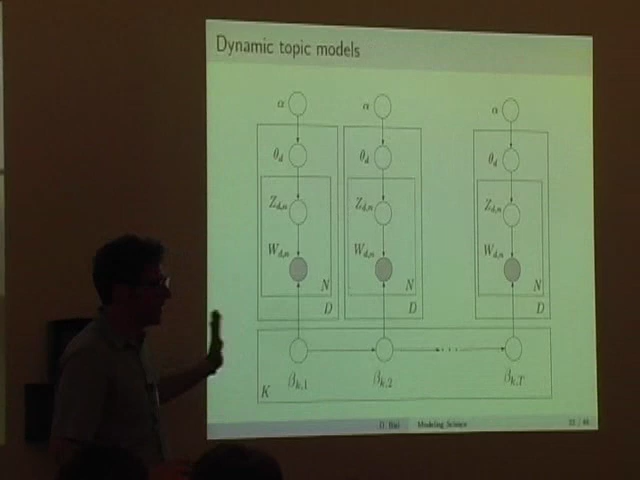 Dynamic topic models
α α α
θd θd θd
Zd,n Zd,n Zd,n
Wd,n Wd,n Wd,n
N N N
D D D
βk,1 βk,2 ··· βk,T
K
Modeling Science